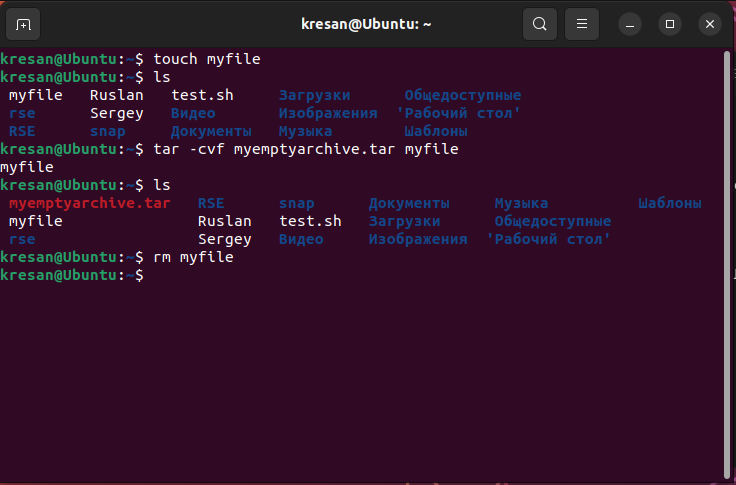 kresan@Ubuntu: ~
kresan@Ubuntu:~$ touch myfile
kresan@Ubuntu:~$ ls
myfile   Ruslan   test.sh     Загрузки      Общедоступные
rse      Sergey   Видео       Изображения  'Рабочий стол'
RSE      snap     Документы   Музыка        Шаблоны
kresan@Ubuntu:~$ tar -cvf myemptyarchive.tar myfile
myfile
kresan@Ubuntu:~$ ls
myemptyarchive.tar   RSE      snap      Документы     Музыка          Шаблоны
myfile               Ruslan   test.sh   Загрузки      Общедоступные
rse                  Sergey   Видео     Изображения  'Рабочий стол'
kresan@Ubuntu:~$ rm myfile
kresan@Ubuntu:~$